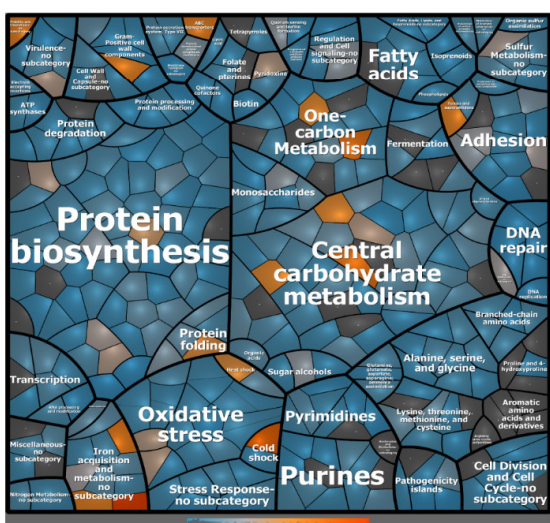 Virulence-
no
subcategory
Gram-
Positive cell
wall
components
Cell Wall
and
Capsule-no
subcategory
Tetrapyrroles
Folate
and
pterines
Pyridoxine
Quinone
cofactors
Biotin
Regulation
and Cell
signaling-no
subcategory
Fatty
acids
Isoprenoids
Phospholipids
Organic sulfur
assimilation
Sulfur
Metabolism-
no
subcategory
ATP
synthases
Protein
degradation
Protein processing
and modification
One-
carbon
Metabolism
Fermentation
Adhesion
Monosaccharides
Protein
biosynthesis
Central
carbohydrate
metabolism
DNA
repair
DNA
replication
Branched-chain
amino acids
Protein
folding
Organic
acids
Heat shock
Sugar alcohols
Alanine, serine,
and glycine
Proline and 4-
hydroxyproline
Transcription
Oxidative
stress
Pyrimidines
Lysine, threonine,
methionine, and
cysteine
Aromatic
amino
acids and
derivatives
Miscellaneous-
no
subcategory
Iron
acquisition
and
metabolism-
no
subcategory
Cold
shock
Purines
Pathogenicity
islands
Cell Division
and Cell
Cycle-no
subcategory
Nitrogen Metabolism-
no subcategory
Stress Response-
no subcategory